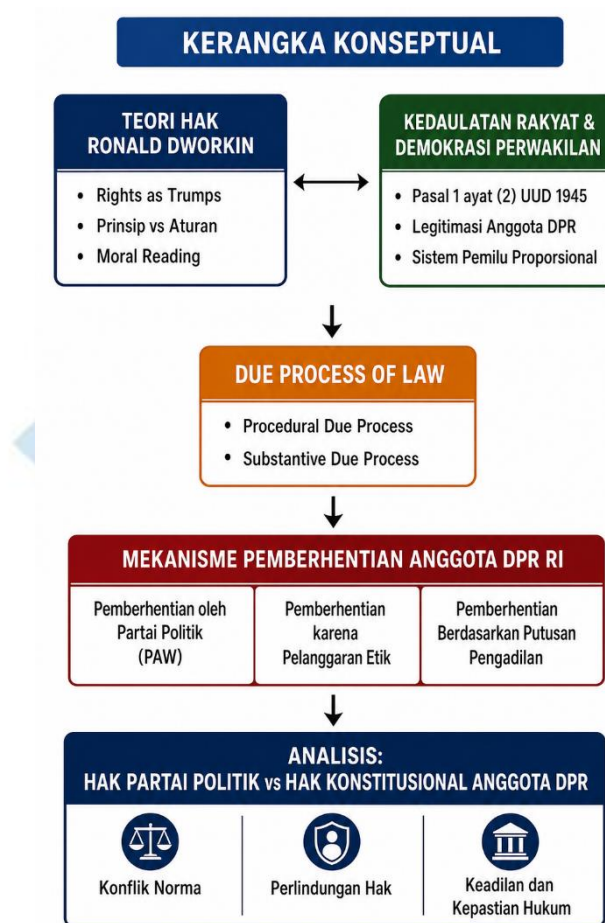 KERANGKA KONSEPTUAL
TEORI HAK
RONALD DWORKIN
• Rights as Trumps
• Prinsip vs Aturan
• Moral Reading
KEDAULATAN RAKYAT &
DEMOKRASI PERWAKILAN
• Pasal 1 ayat (2) UUD 1945
• Legitimasi Anggota DPR
• Sistem Pemilu Proporsional
DUE PROCESS OF LAW
• Procedural Due Process
• Substantive Due Process
MEKANISME PEMBERHENTIAN ANGGOTA DPR RI
Pemberhentian oleh
Partai Politik
(PAW)
Pemberhentian
karena
Pelanggaran Etik
Pemberhentian
Berdasarkan Putusan
Pengadilan
ANALISIS:
HAK PARTAI POLITIK vs HAK KONSTITUSIONAL ANGGOTA DPR
Konflik Norma
Perlindungan Hak
Keadilan dan
Kepastian Hukum